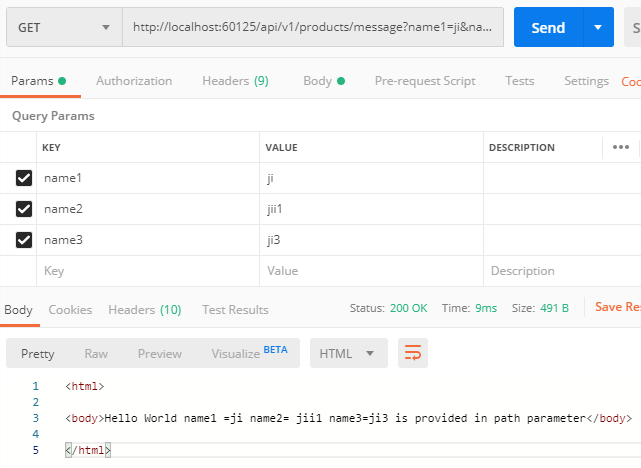 GET http://localhost:60125/api/v1/products/message?name1=ji&na... Send S
Params Authorization Headers (9) Body Pre-request Script Tests Settings Coo
Query Params
KEY VALUE DESCRIPTION •••
name1 ji
name2 jii1
name3 ji3
Key Value Description
Body Cookies Headers (10) Test Results Status: 200 OK Time: 9ms Size: 491 B Save Res
Pretty Raw Preview Visualize BETA HTML
1 <html>
2
3 <body>Hello World name1 =ji name2= jii1 name3=ji3 is provided in path parameter</body>
4
5 </html>